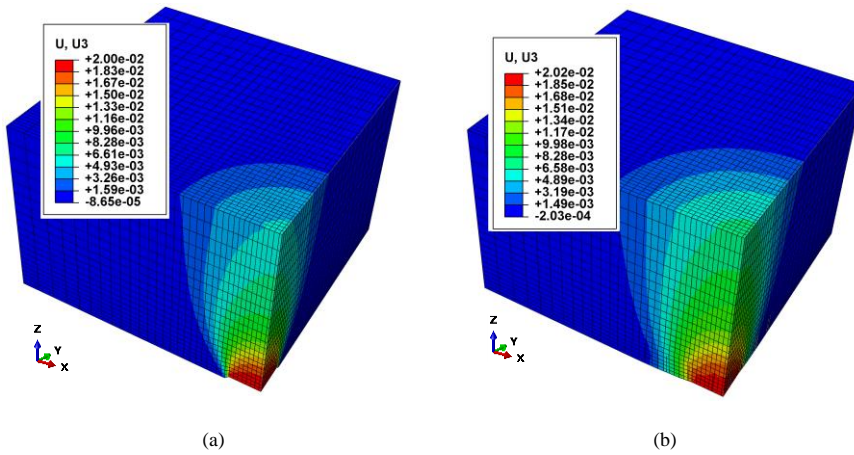 U, U3
+2.00e-02
+1.83e-02
+1.67e-02
+1.50e-02
+1.33e-02
+1.16e-02
+9.96e-03
+8.28e-03
+6.61e-03
+4.93e-03
+3.26e-03
+1.59e-03
-8.65e-05
Z
Y
X
(a)
U, U3
+2.02e-02
+1.85e-02
+1.68e-02
+1.51e-02
+1.34e-02
+1.17e-02
+9.98e-03
+8.28e-03
+6.58e-03
+4.89e-03
+3.19e-03
+1.49e-03
-2.03e-04
Z
Y
X
(b)